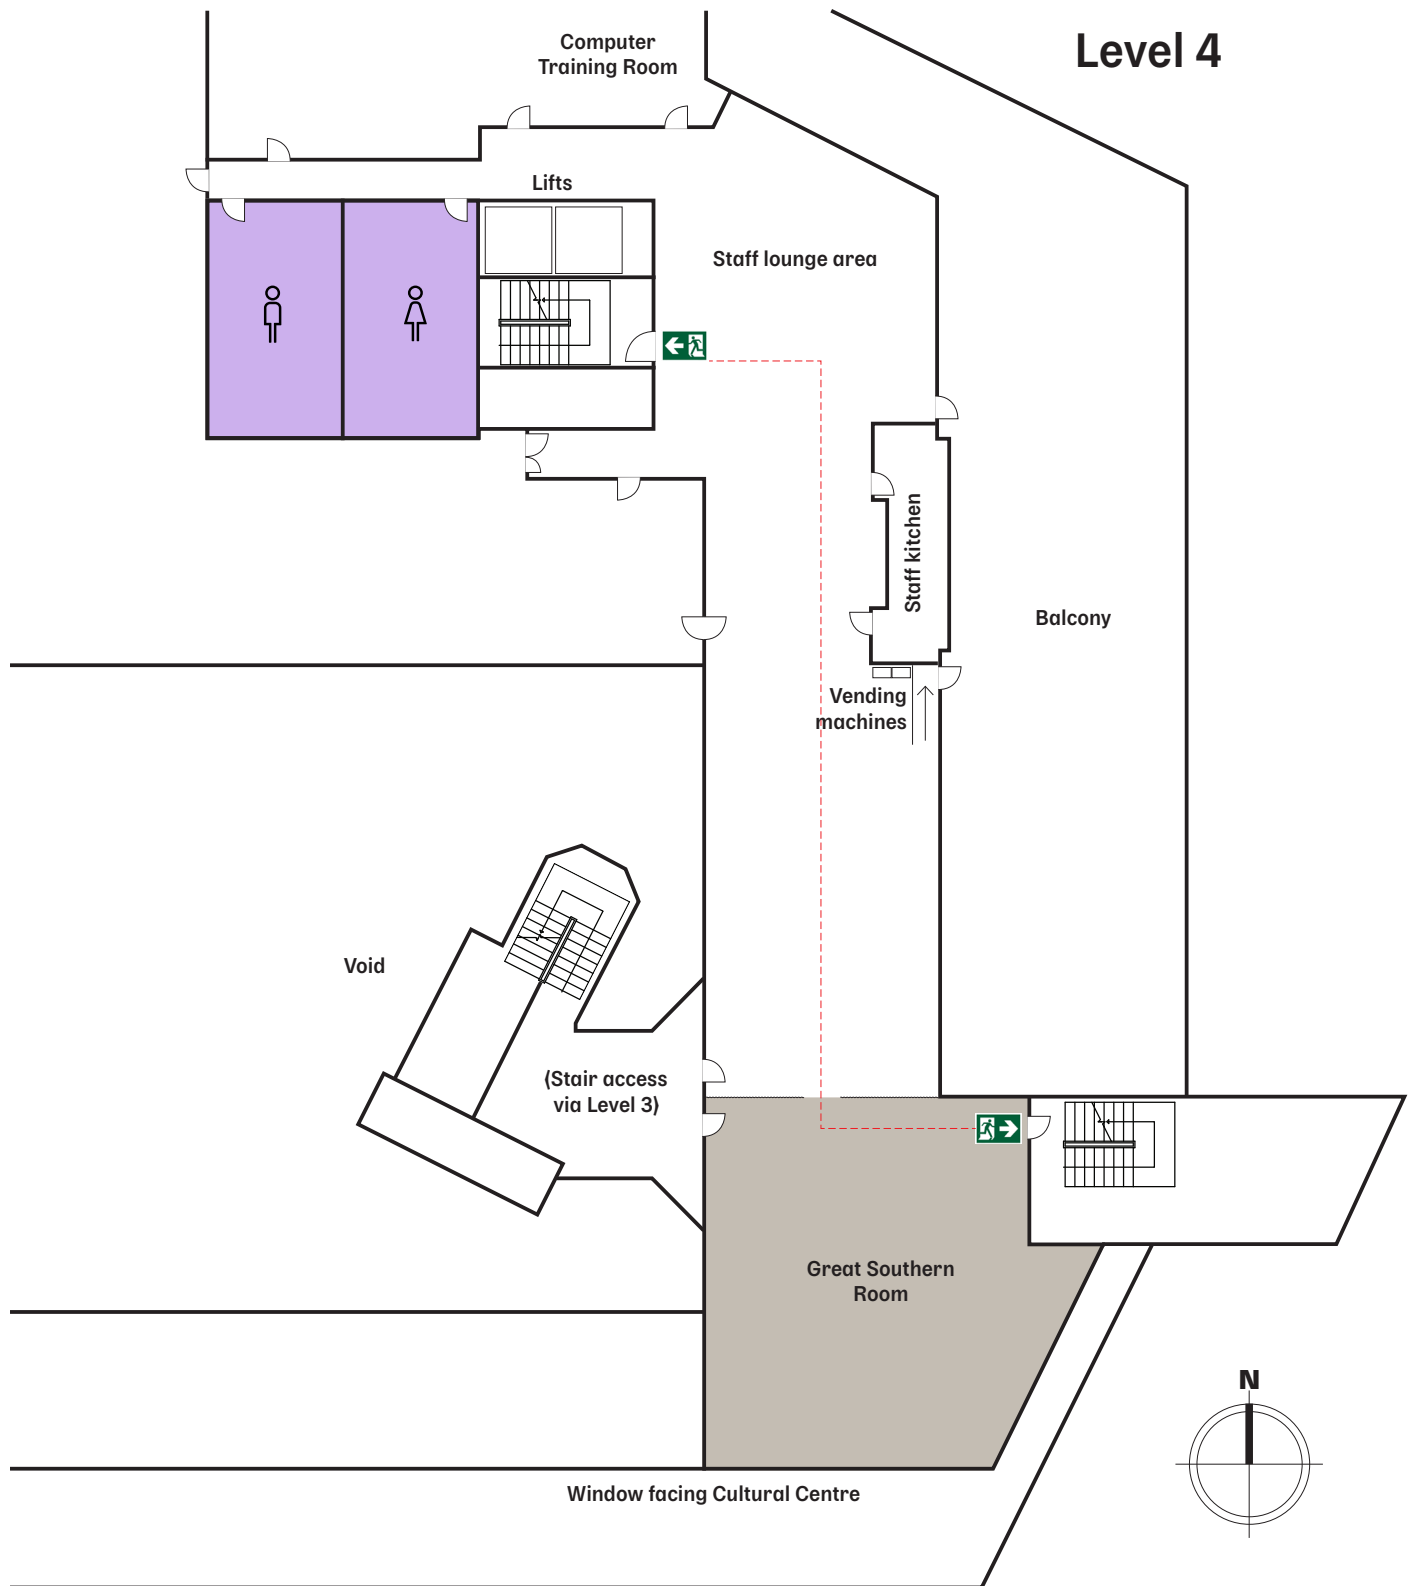 Level 4
Computer
Training Room
Lifts
Staff lounge area
Staff kitchen
Balcony
Vending
machines
Void
(Stair access
via Level 3)
Great Southern
Room
N
Window facing Cultural Centre